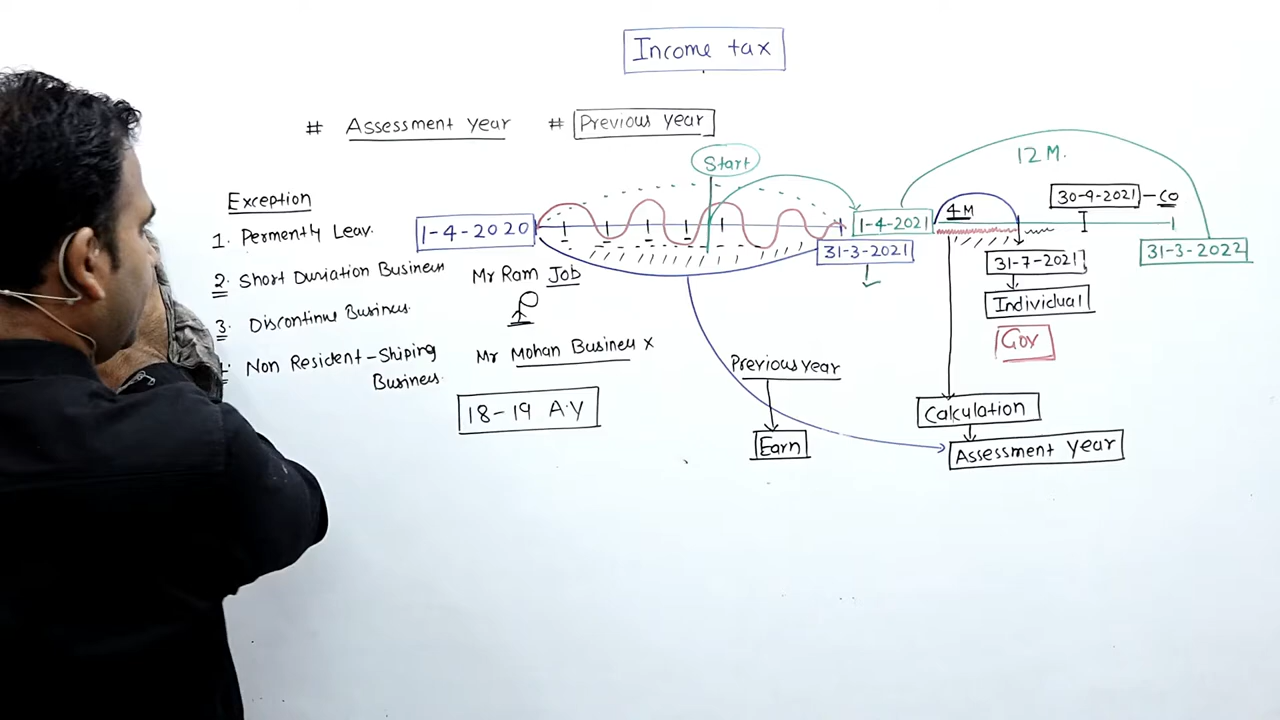 Income tax
# Assessment year # Previous year
Start
12 M.
Exception
1. Permently Leav.
2. Short Duration Business
3. Discontinue Business.
Non Resident-Shiping
Business.
1-4-2020
31-3-2021
1-4-2021
4M
30-9-2021-CO
31-7-2021
Individual
Gov
31-3-2022
Mr Ram Job
Mr Mohan Business x
18-19 A.Y
Previous year
Earn
Calculation
Assessment year